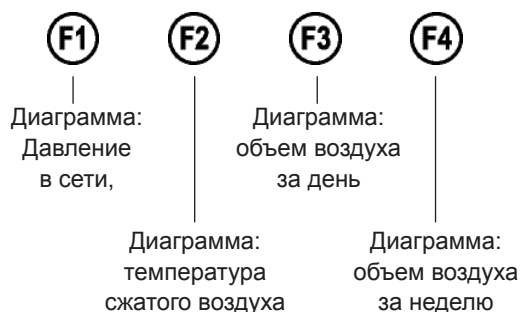 F1 F2 F3 F4
Диаграмма:
Давление
в сети,
Диаграмма:
объем воздуха
за день
Диаграмма:
температура
сжатого воздуха
Диаграмма:
объем воздуха
за неделю